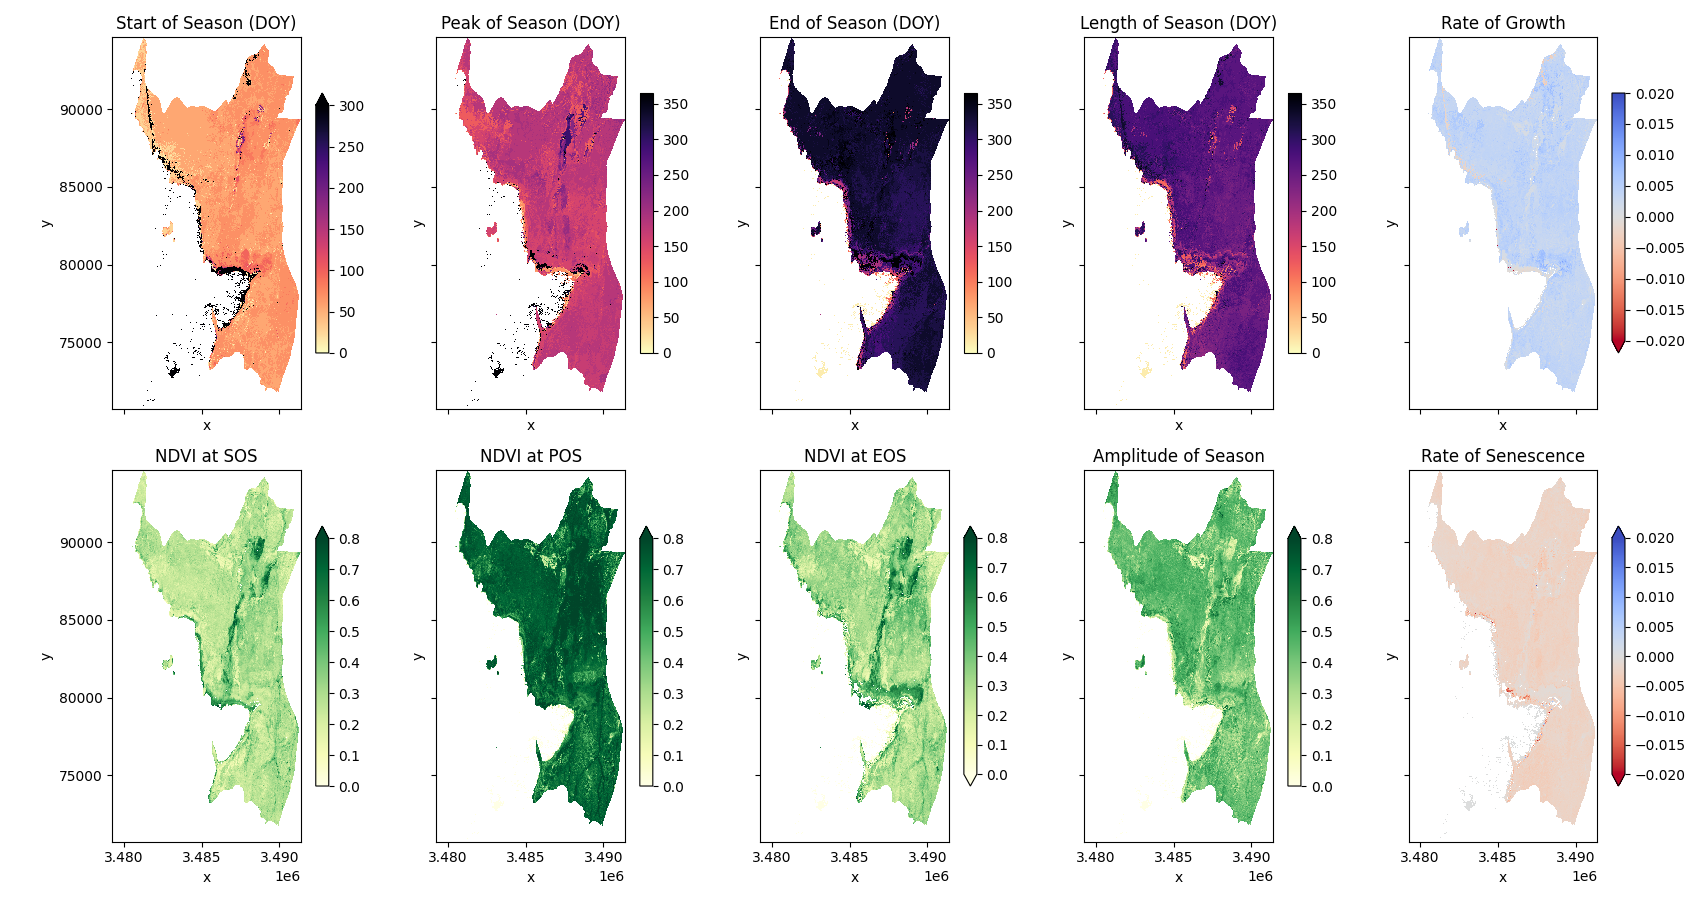 Start of Season (DOY)
Peak of Season (DOY)
End of Season (DOY)
Length of Season (DOY)
Rate of Growth
90000
85000
80000
75000
y
x
300
250
200
150
100
50
0
y
x
350
300
250
200
150
100
50
0
y
x
350
300
250
200
150
100
50
0
y
x
350
300
250
200
150
100
50
0
y
x
0.020
0.015
0.010
0.005
0.000
−0.005
−0.010
−0.015
−0.020
NDVI at SOS
NDVI at POS
NDVI at EOS
Amplitude of Season
Rate of Senescence
90000
85000
80000
75000
y
3.480 3.485 3.490
x 1e6
0.8
0.7
0.6
0.5
0.4
0.3
0.2
0.1
0.0
y
3.480 3.485 3.490
x 1e6
0.8
0.7
0.6
0.5
0.4
0.3
0.2
0.1
0.0
y
3.480 3.485 3.490
x 1e6
0.8
0.7
0.6
0.5
0.4
0.3
0.2
0.1
0.0
y
3.480 3.485 3.490
x 1e6
0.8
0.7
0.6
0.5
0.4
0.3
0.2
0.1
0.0
y
3.480 3.485 3.490
x 1e6
0.020
0.015
0.010
0.005
0.000
−0.005
−0.010
−0.015
−0.020